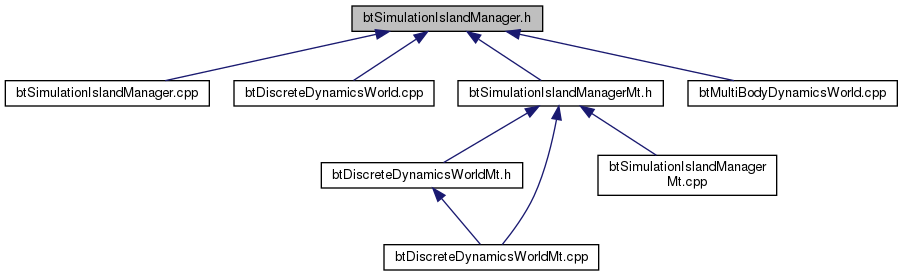 btSimulationIslandManager.h
btSimulationIslandManager.cpp
btDiscreteDynamicsWorld.cpp
btSimulationIslandManagerMt.h
btMultiBodyDynamicsWorld.cpp
btDiscreteDynamicsWorldMt.h
btSimulationIslandManager
Mt.cpp
btDiscreteDynamicsWorldMt.cpp